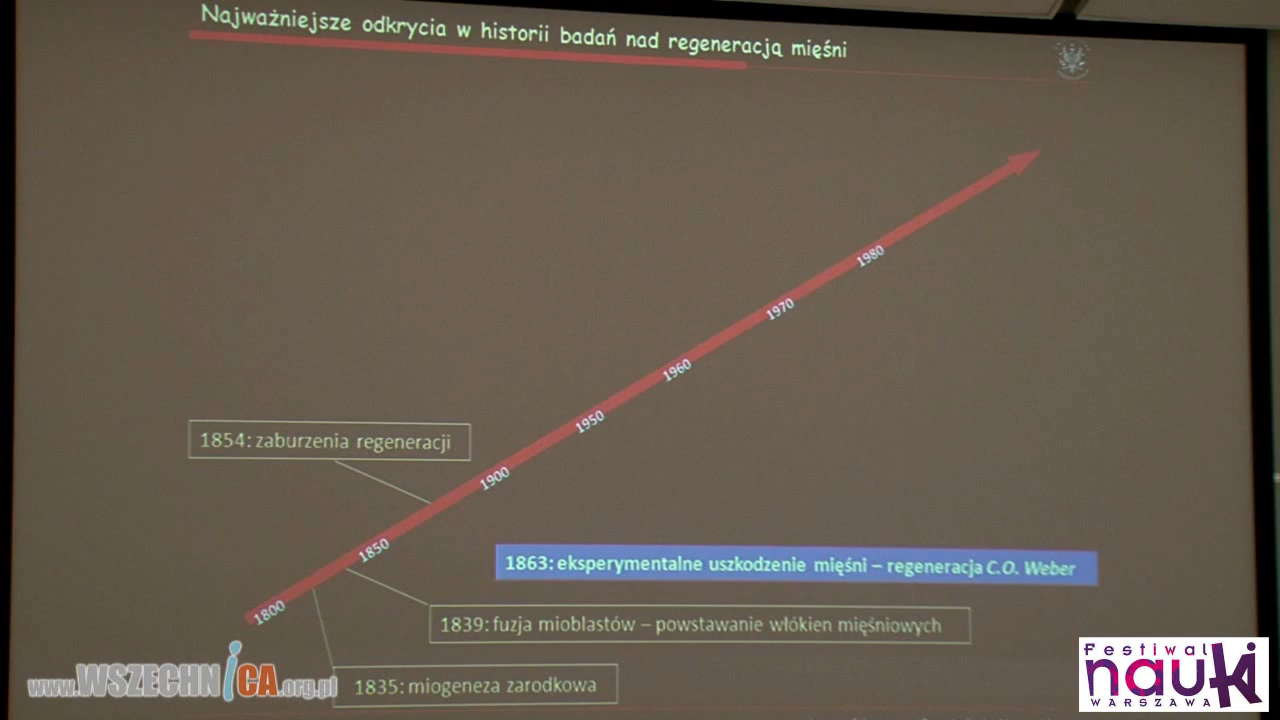 Najważniejsze odkrycia w historii badań nad regeneracją mięśni
1980
1970
1960
1950
1854: zaburzenia regeneracji
1900
1850
1863: eksperymentalne uszkodzenie mięśni – regeneracja C.O. Weber
1800
1839: fuzja mioblastów – powstawanie włókien mięśniowych
1835: miogeneza zarodkowa
www.WSZECHNICA.org.pl
Festiwal
nauki
WARSZAWA